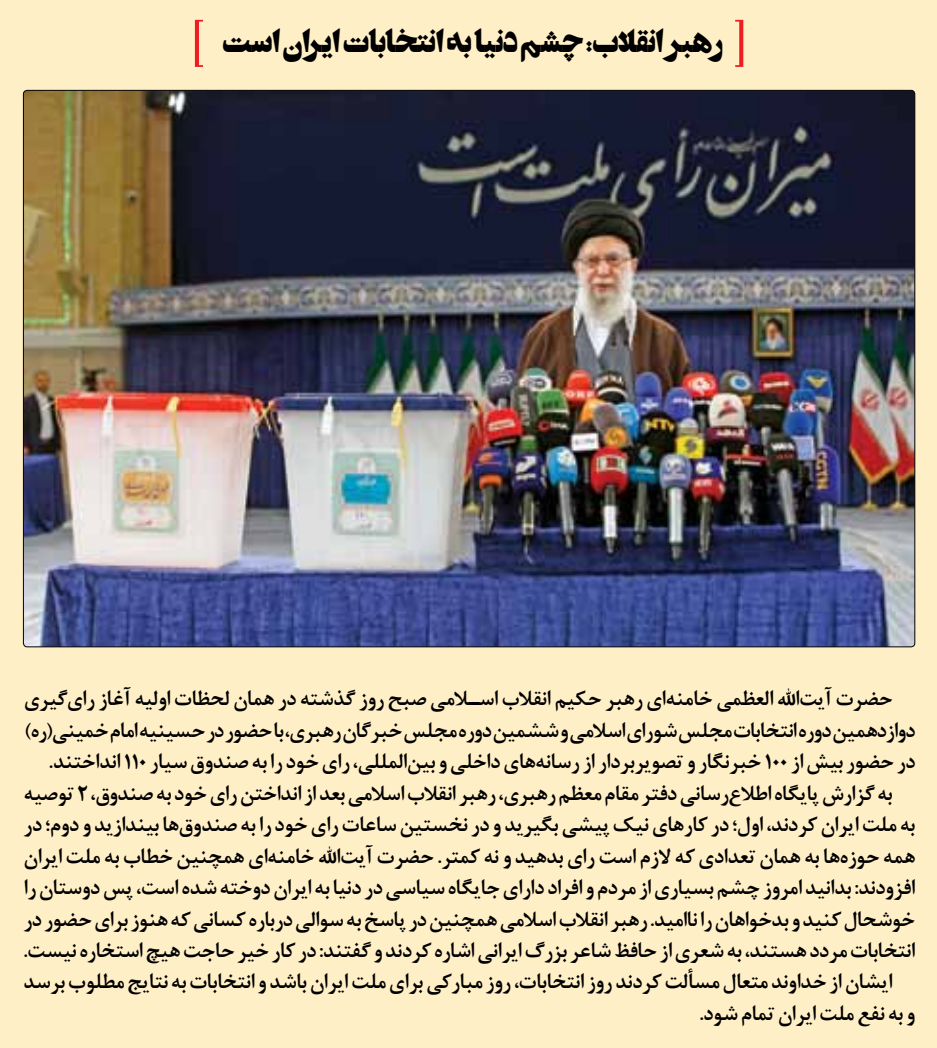 [ رهبر انقلاب: چشم دنیا به انتخابات ایران است ]
میزان رأی ملت است
NTV
CGTN
حضرت آیت‌الله العظمی خامنه‌ای رهبر حکیم انقلاب اسـلامی صبح روز گذشته در همان لحظات اولیه آغاز رای‌گیری
دوازدهمین دوره انتخابات مجلس شورای اسلامی و ششمین دوره مجلس خبرگان رهبری، با حضور در حسینیه امام خمینی(ره)
در حضور بیش از ۱۰۰ خبرنگار و تصویربردار از رسانه‌های داخلی و بین‌المللی، رای خود را به صندوق سیار ۱۱۰ انداختند.
به گزارش پایگاه اطلاع‌رسانی دفتر مقام معظم رهبری، رهبر انقلاب اسلامی بعد از انداختن رای خود به صندوق، ۲ توصیه
به ملت ایران کردند، اول؛ در کارهای نیک پیشی بگیرید و در نخستین ساعات رای خود را به صندوق‌ها بیندازید و دوم؛ در
همه حوزه‌ها به همان تعدادی که لازم است رای بدهید و نه کمتر. حضرت آیت‌الله خامنه‌ای همچنین خطاب به ملت ایران
افزودند: بدانید امروز چشم بسیاری از مردم و افراد دارای جایگاه سیاسی در دنیا به ایران دوخته شده است، پس دوستان را
خوشحال کنید و بدخواهان را ناامید. رهبر انقلاب اسلامی همچنین در پاسخ به سوالی درباره کسانی که هنوز برای حضور در
انتخابات مردد هستند، به شعری از حافظ شاعر بزرگ ایرانی اشاره کردند و گفتند: در کار خیر حاجت هیچ استخاره نیست.
ایشان از خداوند متعال مسألت کردند روز انتخابات، روز مبارکی برای ملت ایران باشد و انتخابات به نتایج مطلوب برسد
و به نفع ملت ایران تمام شود.